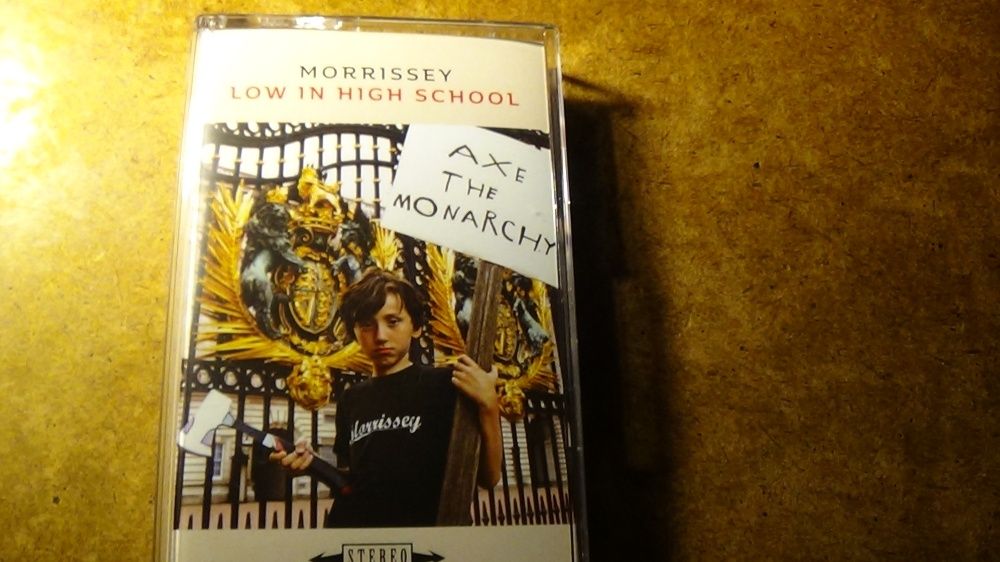 MORRISSEY
LOW IN HIGH SCHOOL
AXE
THE
MONARCHY
Morrissey
STEREO